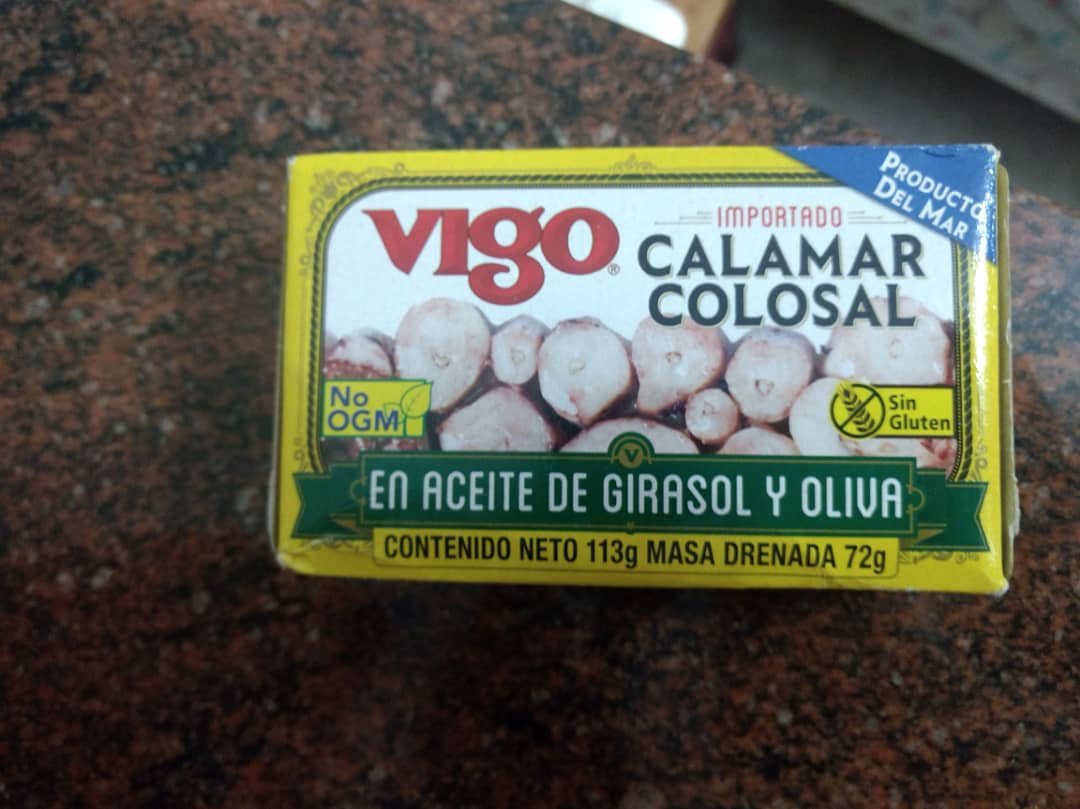 PRODUCTO
DEL MAR
vigo®
IMPORTADO
CALAMAR
COLOSAL
No
OGM
Sin
Gluten
V
EN ACEITE DE GIRASOL Y OLIVA
CONTENIDO NETO 113g MASA DRENADA 72g